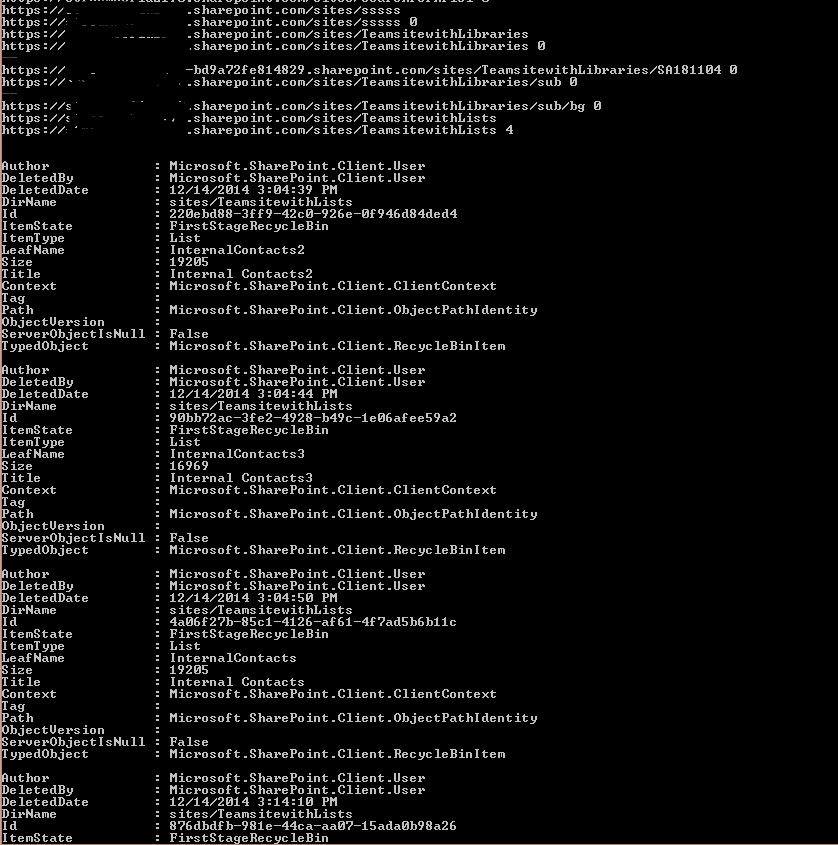 .sharepoint.com/sites/sssss
https:// .sharepoint.com/sites/sssss 0
https:// .sharepoint.com/sites/TeamsitewithLibraries
https:// .sharepoint.com/sites/TeamsitewithLibraries 0
https:// -bd9a72fe814829.sharepoint.com/sites/TeamsitewithLibraries/SA181104 0
https:// .sharepoint.com/sites/TeamsitewithLibraries/sub 0
https:// .sharepoint.com/sites/TeamsitewithLibraries/sub/bg 0
https:// .sharepoint.com/sites/TeamsitewithLists
https:// .sharepoint.com/sites/TeamsitewithLists 4
Author : Microsoft.SharePoint.Client.User
DeletedBy : Microsoft.SharePoint.Client.User
DeletedDate : 12/14/2014 3:04:39 PM
DirName : sites/TeamsitewithLists
Id : 220ebd88-3ff9-42c0-926e-0f946d84ded4
ItemState : FirstStageRecycleBin
ItemType : List
LeafName : InternalContacts2
Size : 19205
Title : Internal Contacts2
Context : Microsoft.SharePoint.Client.ClientContext
Tag :
Path : Microsoft.SharePoint.Client.ObjectPathIdentity
ObjectVersion :
ServerObjectIsNull : False
TypedObject : Microsoft.SharePoint.Client.RecycleBinItem
Author : Microsoft.SharePoint.Client.User
DeletedBy : Microsoft.SharePoint.Client.User
DeletedDate : 12/14/2014 3:04:44 PM
DirName : sites/TeamsitewithLists
Id : 90bb72ac-3fe2-4928-b49c-1e06afee59a2
ItemState : FirstStageRecycleBin
ItemType : List
LeafName : InternalContacts3
Size : 16969
Title : Internal Contacts3
Context : Microsoft.SharePoint.Client.ClientContext
Tag :
Path : Microsoft.SharePoint.Client.ObjectPathIdentity
ObjectVersion :
ServerObjectIsNull : False
TypedObject : Microsoft.SharePoint.Client.RecycleBinItem
Author : Microsoft.SharePoint.Client.User
DeletedBy : Microsoft.SharePoint.Client.User
DeletedDate : 12/14/2014 3:04:50 PM
DirName : sites/TeamsitewithLists
Id : 4a06f27b-85c1-4126-af61-4f7ad5b6b11c
ItemState : FirstStageRecycleBin
ItemType : List
LeafName : InternalContacts
Size : 19205
Title : Internal Contacts
Context : Microsoft.SharePoint.Client.ClientContext
Tag :
Path : Microsoft.SharePoint.Client.ObjectPathIdentity
ObjectVersion :
ServerObjectIsNull : False
TypedObject : Microsoft.SharePoint.Client.RecycleBinItem
Author : Microsoft.SharePoint.Client.User
DeletedBy : Microsoft.SharePoint.Client.User
DeletedDate : 12/14/2014 3:14:10 PM
DirName : sites/TeamsitewithLists
Id : 876dbdfb-981e-44ca-aa07-15ada0b98a26
ItemState : FirstStageRecycleBin